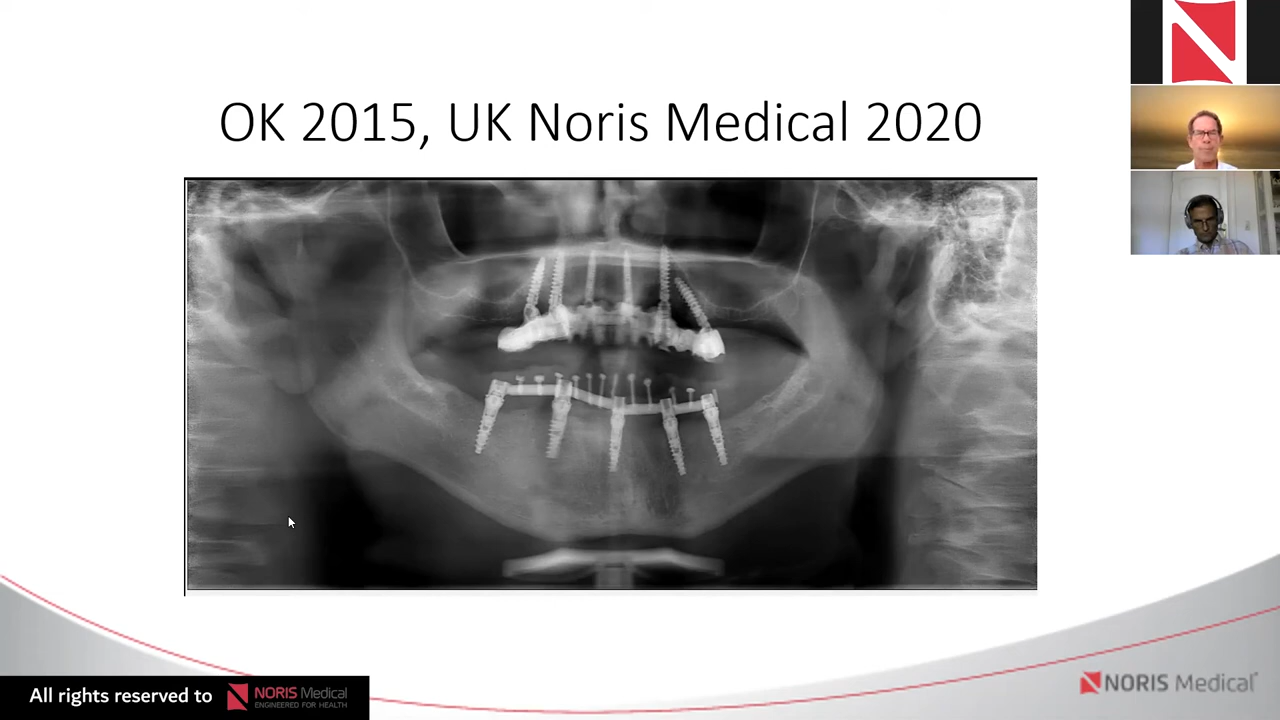 OK 2015, UK Noris Medical 2020
All rights reserved to
NORIS Medical
ENGINEERED FOR HEALTH
NORIS Medical